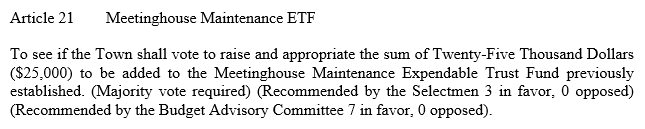 Article 21 Meetinghouse Maintenance ETF
To see if the Town shall vote to raise and appropriate the sum of Twenty-Five Thousand Dollars
($25,000) to be added to the Meetinghouse Maintenance Expendable Trust Fund previously
established. (Majority vote required) (Recommended by the Selectmen 3 in favor, 0 opposed)
(Recommended by the Budget Advisory Committee 7 in favor, 0 opposed).